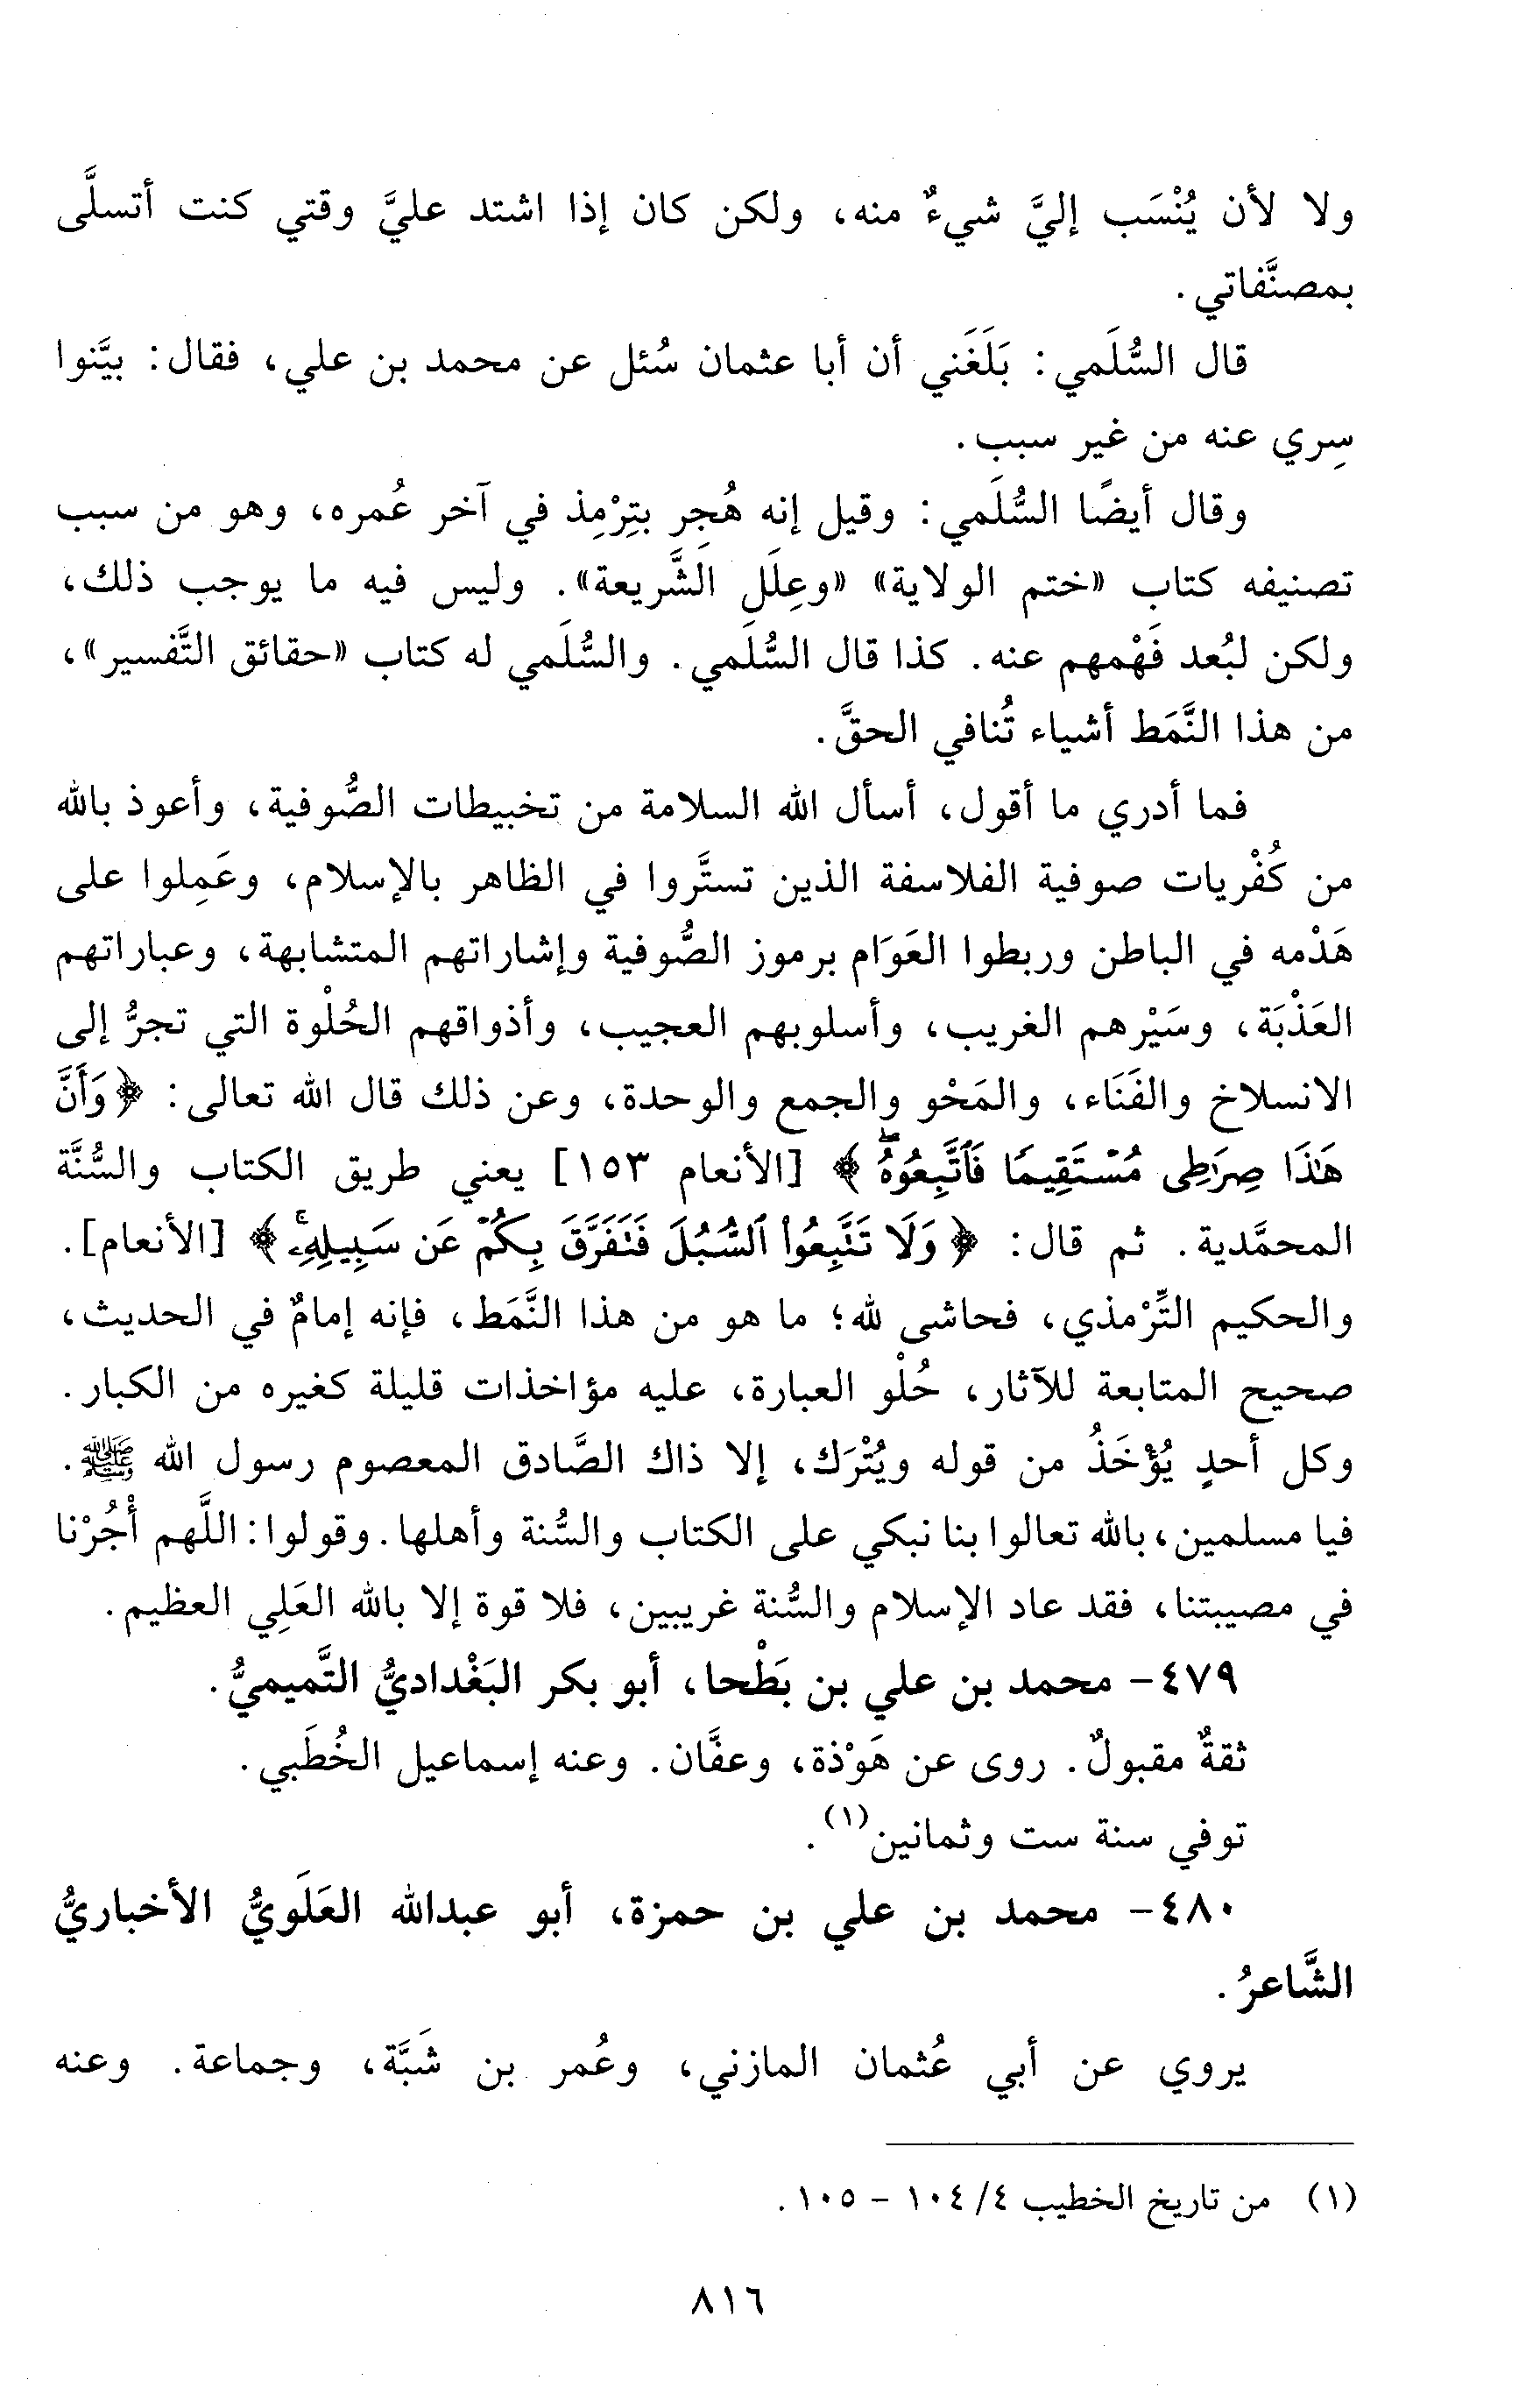 ولا لأن يُنْسَب إليَّ شيءٌ منه، ولكن كان إذا اشتد عليَّ وقتي كنت أتسلَّى
بمصنَّفاتي.
قال السُّلَمي: بَلَغَني أن أبا عثمان سُئل عن محمد بن علي، فقال: بيَّنوا
سِري عنه من غير سبب.
وقال أيضًا السُّلَمي: وقيل إنه هُجِر بتِرْمِذ في آخر عُمره، وهو من سبب
تصنيفه كتاب «ختم الولاية» «وعِلَل الشَّريعة». وليس فيه ما يوجب ذلك،
ولكن لبُعد فَهْمهم عنه. كذا قال السُّلَمي. والسُّلَمي له كتاب «حقائق التَّفسير»،
من هذا النَّمَط أشياء تُنافي الحقَّ.
فما أدري ما أقول، أسأل الله السلامة من تخبيطات الصُّوفية، وأعوذ بالله
من كُفْريات صوفية الفلاسفة الذين تستَّروا في الظاهر بالإسلام، وعَمِلوا على
هَدْمه في الباطن وربطوا العَوَام برموز الصُّوفية وإشاراتهم المتشابهة، وعباراتهم
العَذْبَة، وسَيْرهم الغريب، وأسلوبهم العجيب، وأذواقهم الحُلْوة التي تجرُّ إلى
الانسلاخ والفَنَاء، والمَحْو والجمع والوحدة، وعن ذلك قال الله تعالى: ﴿وَأَنَّ
هَٰذَا صِرَٰطِى مُسْتَقِيمًا فَٱتَّبِعُوهُۖ﴾ [الأنعام ١٥٣] يعني طريق الكتاب والسُّنَّة
المحمَّدية. ثم قال: ﴿وَلَا تَتَّبِعُوا۟ ٱلسُّبُلَ فَتَفَرَّقَ بِكُمْ عَن سَبِيلِهِۦۚ﴾ [الأنعام].
والحكيم التِّرْمذي، فحاشى لله؛ ما هو من هذا النَّمَط، فإنه إمامٌ في الحديث،
صحيح المتابعة للآثار، حُلْو العبارة، عليه مؤاخذات قليلة كغيره من الكبار.
وكل أحدٍ يُؤْخَذُ من قوله ويُتْرَك، إلا ذاك الصَّادق المعصوم رسول الله ﷺ.
فيا مسلمين، بالله تعالوا بنا نبكي على الكتاب والسُّنة وأهلها. وقولوا: اللَّهم أْجُرْنا
في مصيبتنا، فقد عاد الإسلام والسُّنة غريبين، فلا قوة إلا بالله العَلِي العظيم.
٤٧٩- محمد بن علي بن بَطْحا، أبو بكر البَغْداديُّ التَّميميُّ.
ثقةٌ مقبولٌ. روى عن هَوْذة، وعفَّان. وعنه إسماعيل الخُطَبي.
توفي سنة ست وثمانين(١).
٤٨٠- محمد بن علي بن حمزة، أبو عبدالله العَلَويُّ الأخباريُّ
الشَّاعرُ.
يروي عن أبي عُثمان المازني، وعُمر بن شَبَّة، وجماعة. وعنه
(١) من تاريخ الخطيب ٤/ ١٠٤ - ١٠٥.
٨١٦